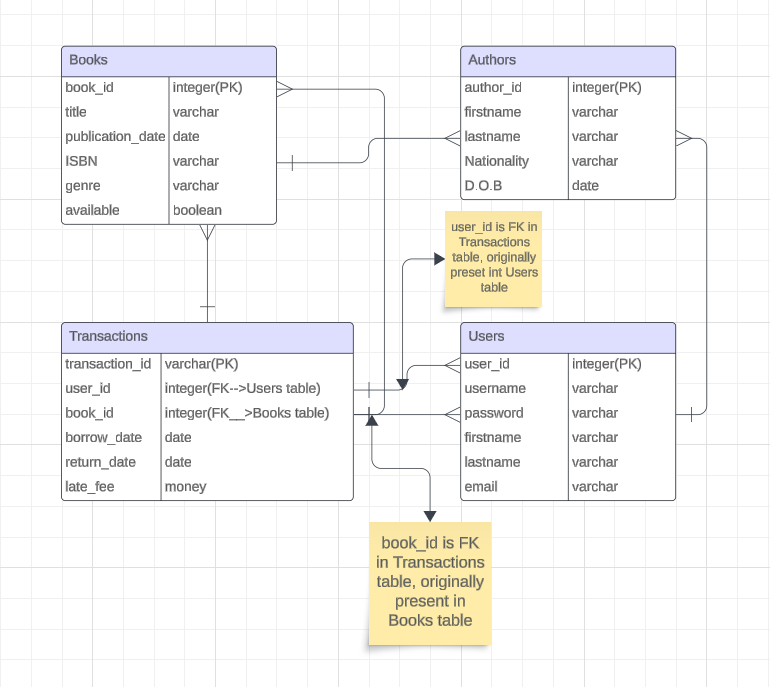 Books
book_id integer(PK)
title varchar
publication_date date
ISBN varchar
genre varchar
available boolean
Authors
author_id integer(PK)
firstname varchar
lastname varchar
Nationality varchar
D.O.B date
user_id is FK in
Transactions
table, originally
preset int Users
table
Transactions
transaction_id varchar(PK)
user_id integer(FK-->Users table)
book_id integer(FK__>Books table)
borrow_date date
return_date date
late_fee money
Users
user_id integer(PK)
username varchar
password varchar
firstname varchar
lastname varchar
email varchar
book_id is FK
in Transactions
table, originally
present in
Books table